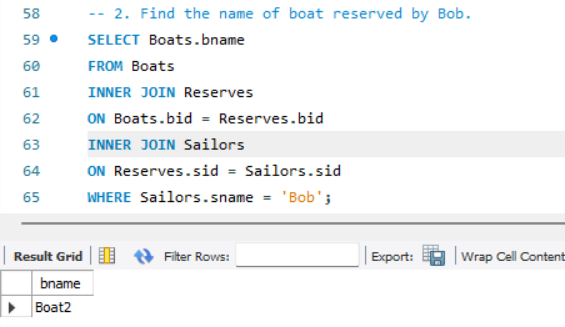 58 -- 2. Find the name of boat reserved by Bob.
59 SELECT Boats.bname
60 FROM Boats
61 INNER JOIN Reserves
62 ON Boats.bid = Reserves.bid
63 INNER JOIN Sailors
64 ON Reserves.sid = Sailors.sid
65 WHERE Sailors.sname = 'Bob';
Result Grid Filter Rows: Export: Wrap Cell Content
bname
Boat2